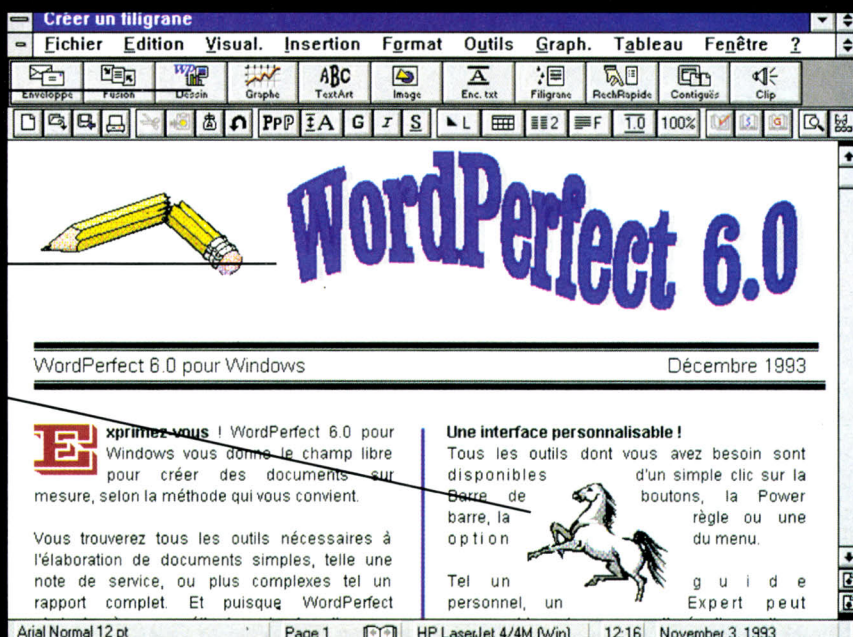 Créer un filigrane
Fichier Edition Visual. Insertion Format Outils Graph. Tableau Fenêtre ?
Enveloppe Fusion Dessin Graphe TextArt Image Enc. txt Filigrane RechRapide Contiguës Clip
WP
ABC
A
PPP A G I S L 2 F 1.0 100%
WordPerfect 6.0
WordPerfect 6.0 pour Windows Décembre 1993
Exprimez-vous ! WordPerfect 6.0 pour
Windows vous donne le champ libre
pour créer des documents sur
mesure, selon la méthode qui vous convient.
Vous trouverez tous les outils nécessaires à
l'élaboration de documents simples, telle une
note de service, ou plus complexes tel un
rapport complet. Et puisque WordPerfect
Une interface personnalisable !
Tous les outils dont vous avez besoin sont
disponibles d'un simple clic sur la
Barre de boutons, la Power
barre, la règle ou une
option du menu.
Tel un guide
personnel, un Expert peut
Arial Normal 12 pt Page 1 HP LaserJet 4/4M (Win) 12:16 November 3, 1993